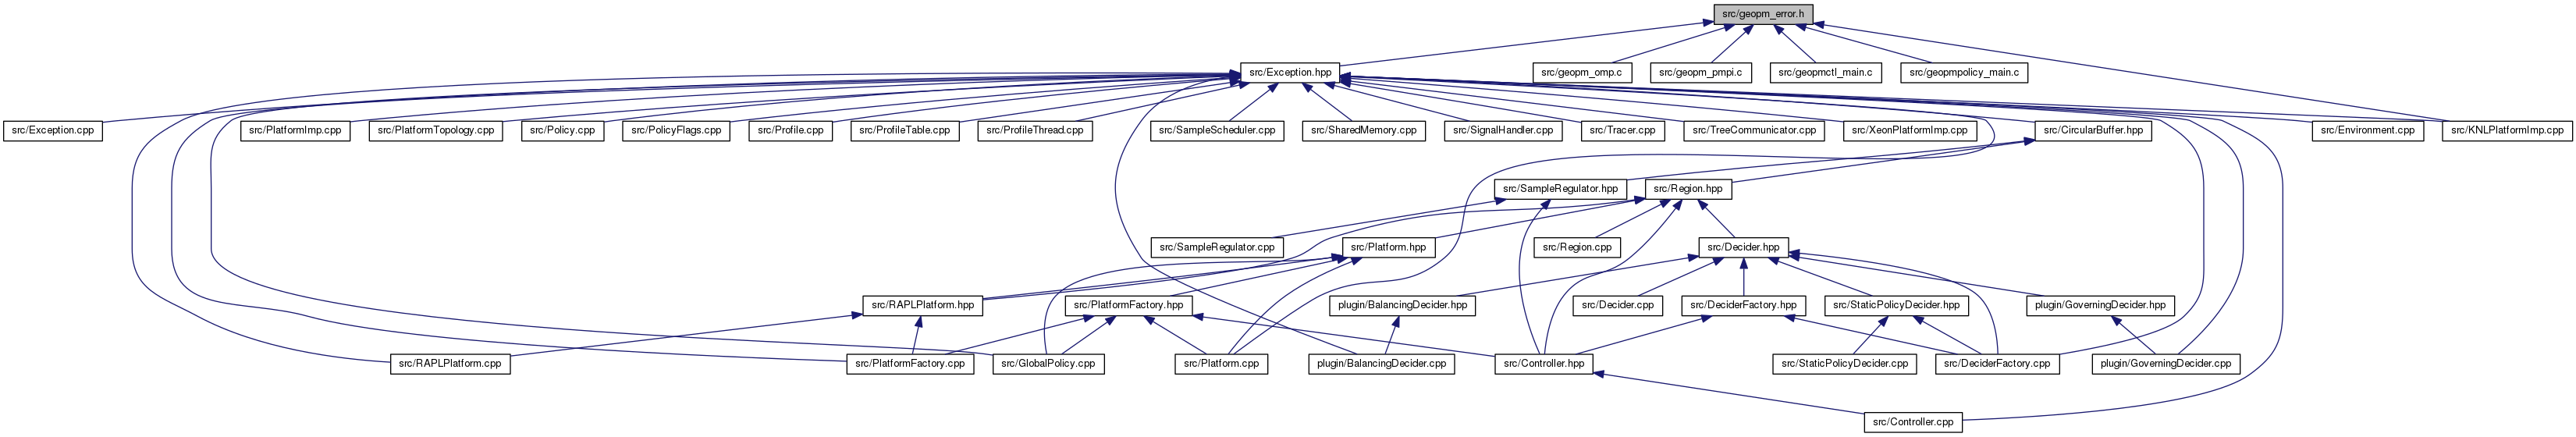 src/geopm_error.h
src/Exception.hpp
src/geopm_omp.c
src/geopm_pmpi.c
src/geopmctl_main.c
src/geopmpolicy_main.c
src/Exception.cpp
src/PlatformImp.cpp
src/PlatformTopology.cpp
src/Policy.cpp
src/PolicyFlags.cpp
src/Profile.cpp
src/ProfileTable.cpp
src/ProfileThread.cpp
src/SampleScheduler.cpp
src/SharedMemory.cpp
src/SignalHandler.cpp
src/Tracer.cpp
src/TreeCommunicator.cpp
src/XeonPlatformImp.cpp
src/CircularBuffer.hpp
src/Environment.cpp
src/KNLPlatformImp.cpp
src/SampleRegulator.hpp
src/Region.hpp
src/SampleRegulator.cpp
src/Platform.hpp
src/Region.cpp
src/Decider.hpp
src/RAPLPlatform.hpp
src/PlatformFactory.hpp
plugin/BalancingDecider.hpp
src/Decider.cpp
src/DeciderFactory.hpp
src/StaticPolicyDecider.hpp
plugin/GoverningDecider.hpp
src/RAPLPlatform.cpp
src/PlatformFactory.cpp
src/GlobalPolicy.cpp
src/Platform.cpp
plugin/BalancingDecider.cpp
src/Controller.hpp
src/StaticPolicyDecider.cpp
src/DeciderFactory.cpp
plugin/GoverningDecider.cpp
src/Controller.cpp